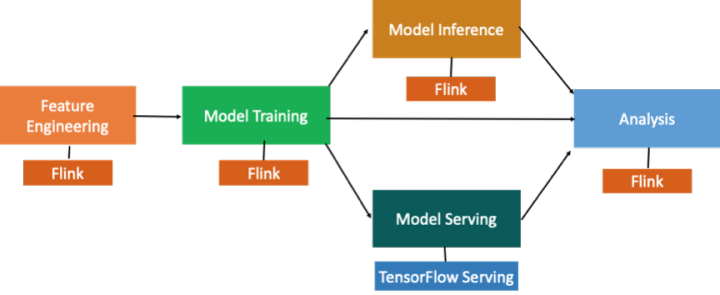 Model Inference
Flink
Feature
Engineering
Flink
Model Training
Flink
Analysis
Flink
Model Serving
TensorFlow Serving